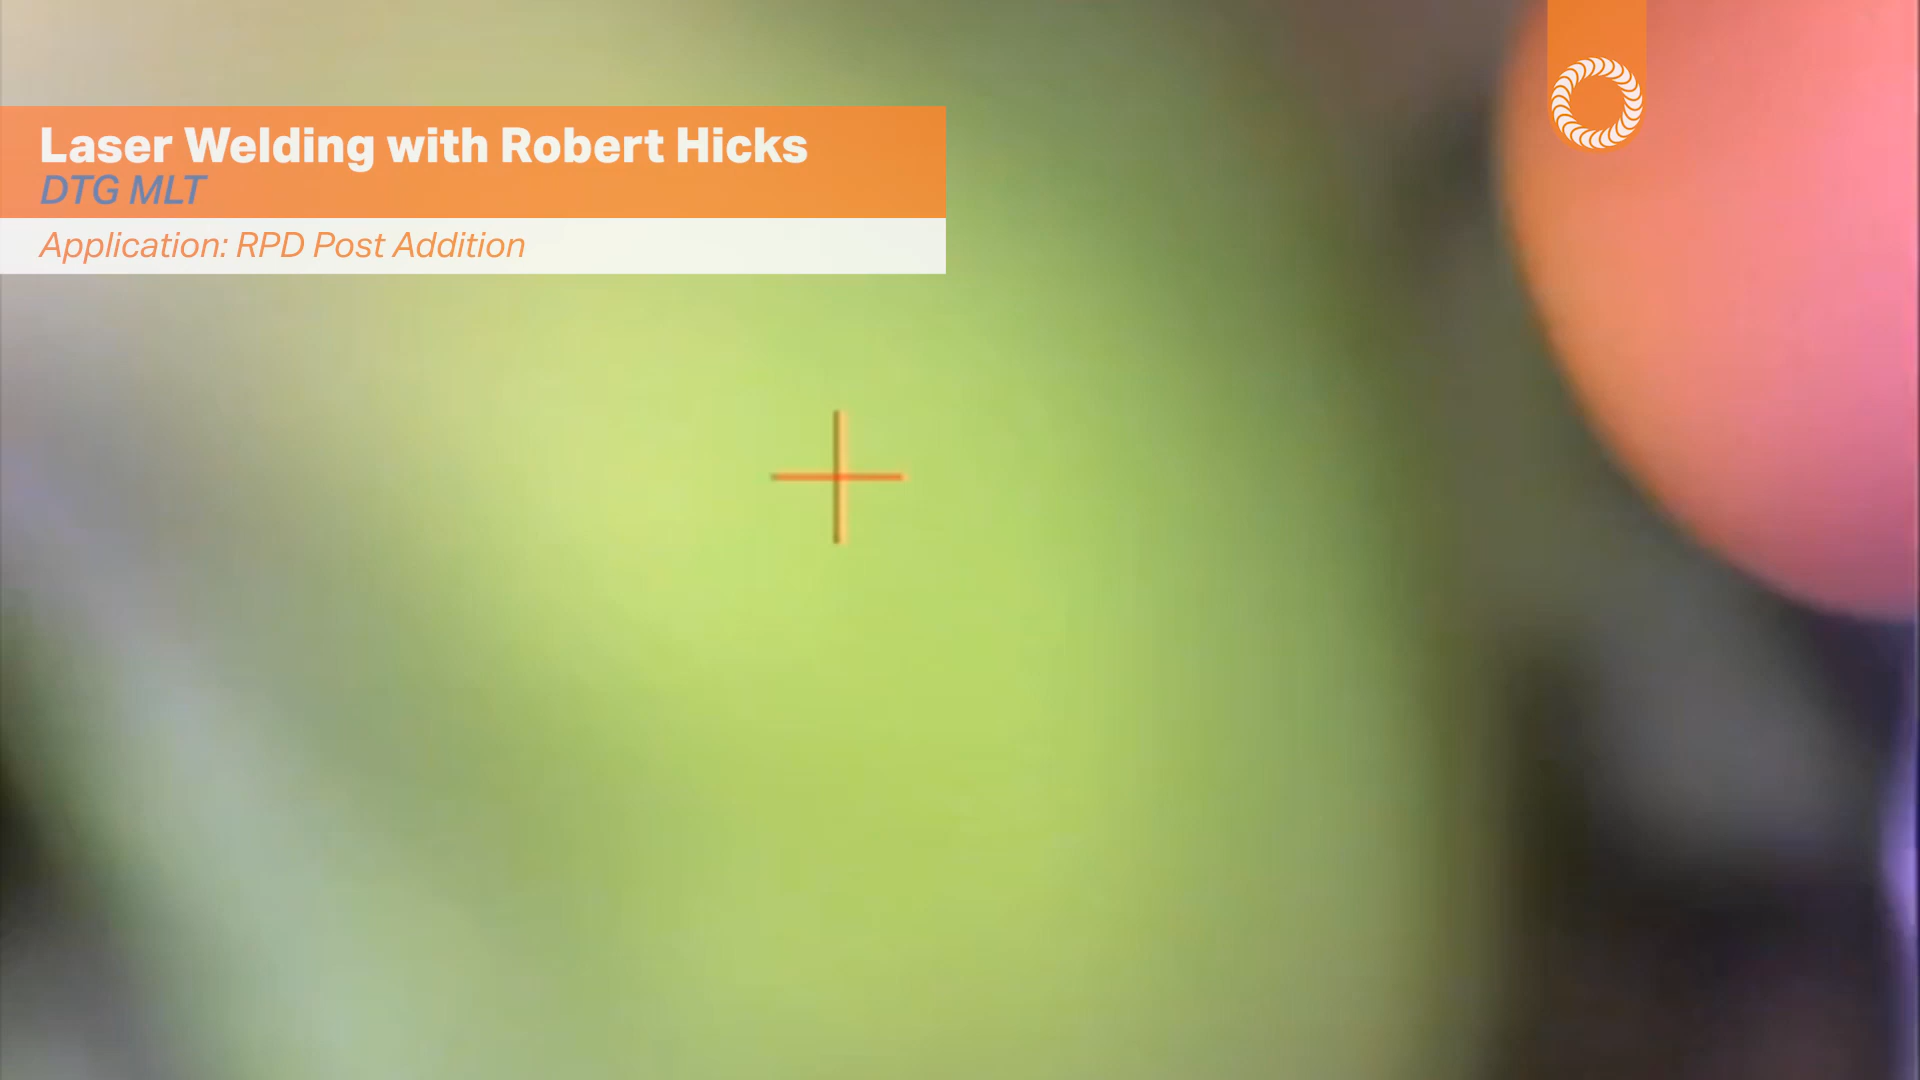 Laser Welding with Robert Hicks
DTG MLT
Application: RPD Post Addition